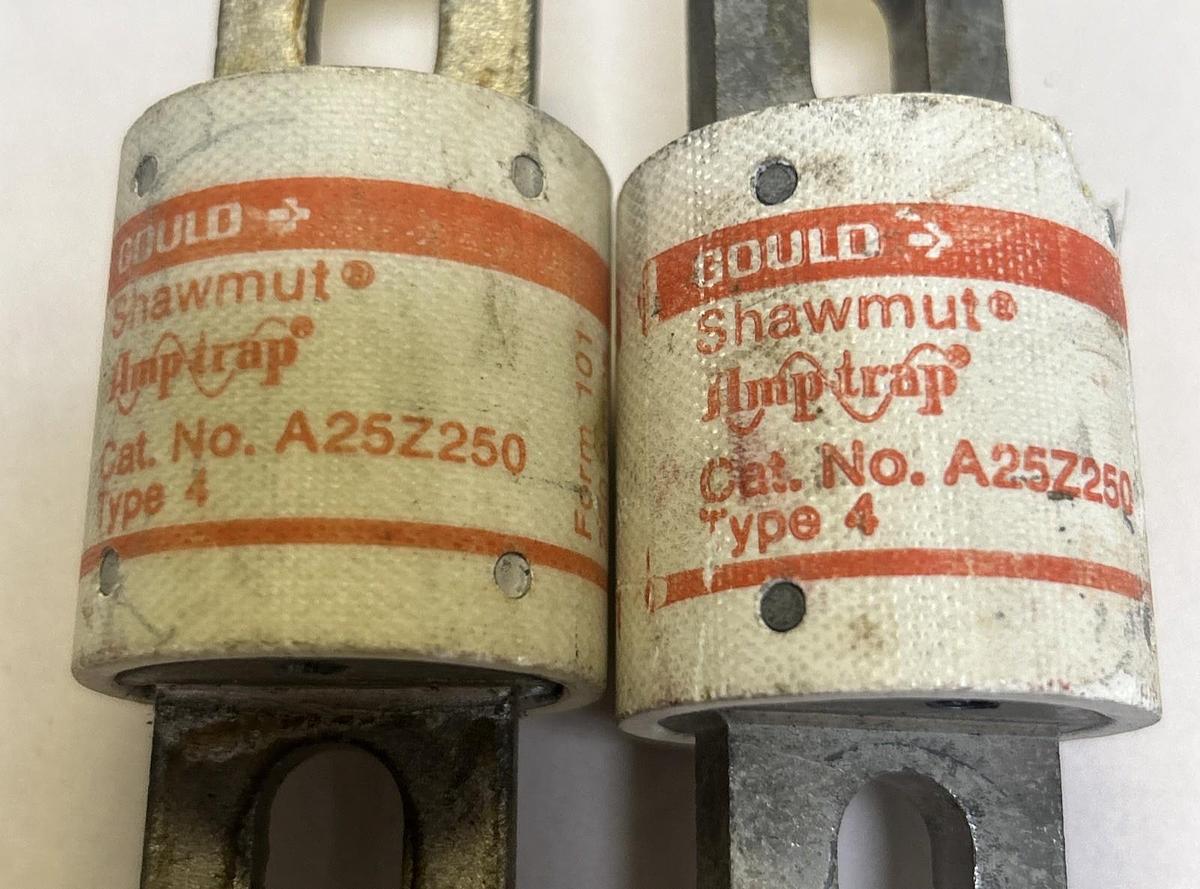 GOULD
Shawmut®
Amp-trap®
Cat. No. A25Z250
Type 4
Form 101
GOULD
Shawmut®
Amp-trap®
Cat. No. A25Z250
Type 4